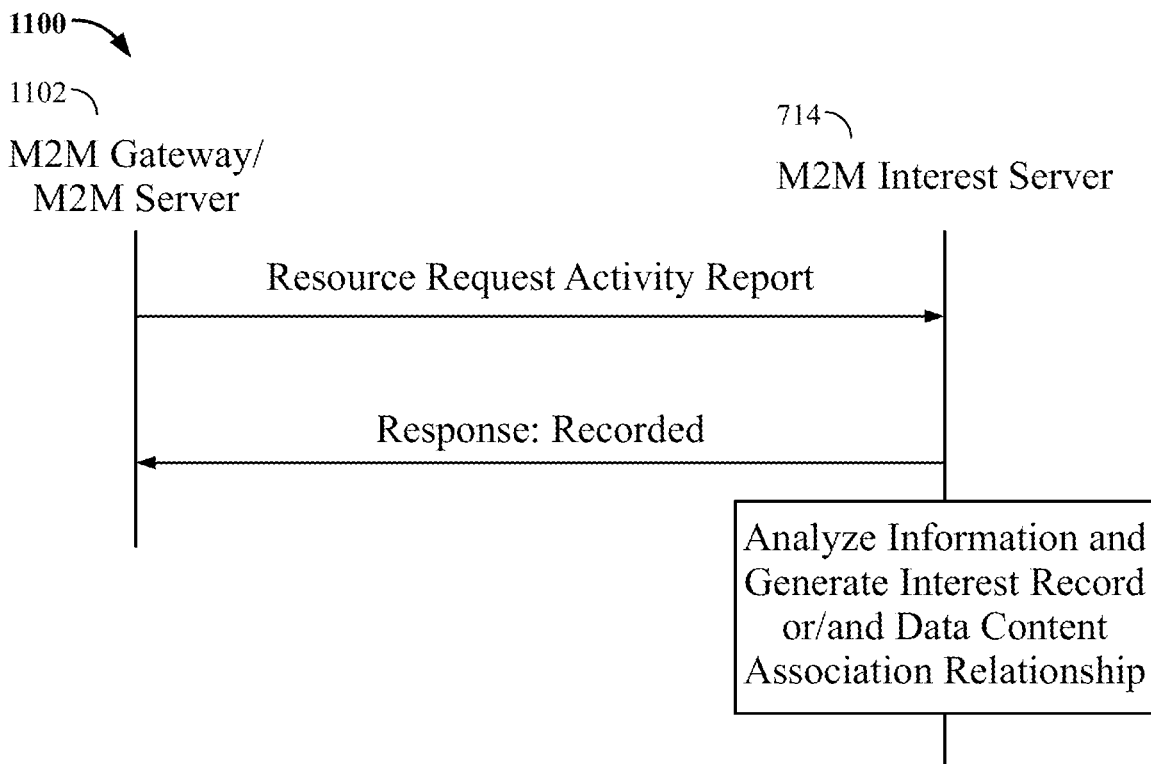 1100
1102
M2M Gateway/
M2M Server
714
M2M Interest Server
Resource Request Activity Report
Response: Recorded
Analyze Information and
Generate Interest Record
or/and Data Content
Association Relationship